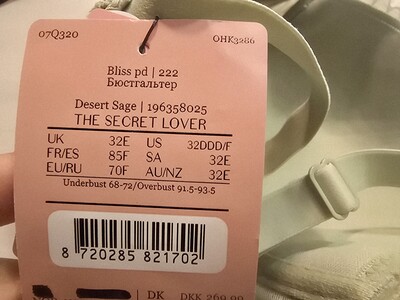 07Q320 OHK3286
Bliss pd | 222
Бюстгальтер
Desert Sage | 196358025
THE SECRET LOVER
UK 32E US 32DDD/F
FR/ES 85F SA 32E
EU/RU 70F AU/NZ 32E
Underbust 68-72/Overbust 91.5-93.5
8 720285 821702
| DK DKK 269.00